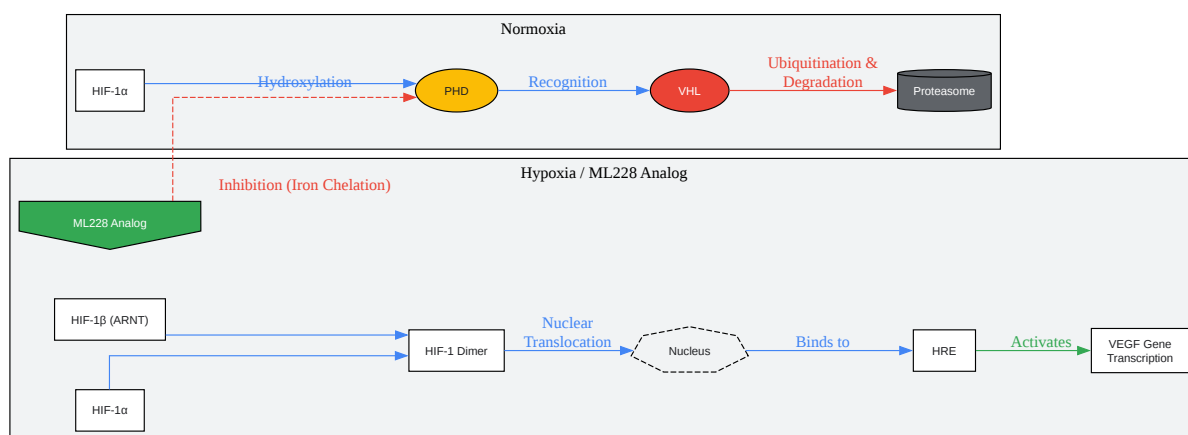 Normoxia
HIF-1α
Hydroxylation
PHD
Recognition
VHL
Ubiquitination &
Degradation
Proteasome
Hypoxia / ML228 Analog
Inhibition (Iron Chelation)
ML228 Analog
HIF-1β (ARNT)
HIF-1 Dimer
Nuclear
Translocation
Nucleus
Binds to
HRE
Activates
VEGF Gene
Transcription
HIF-1α